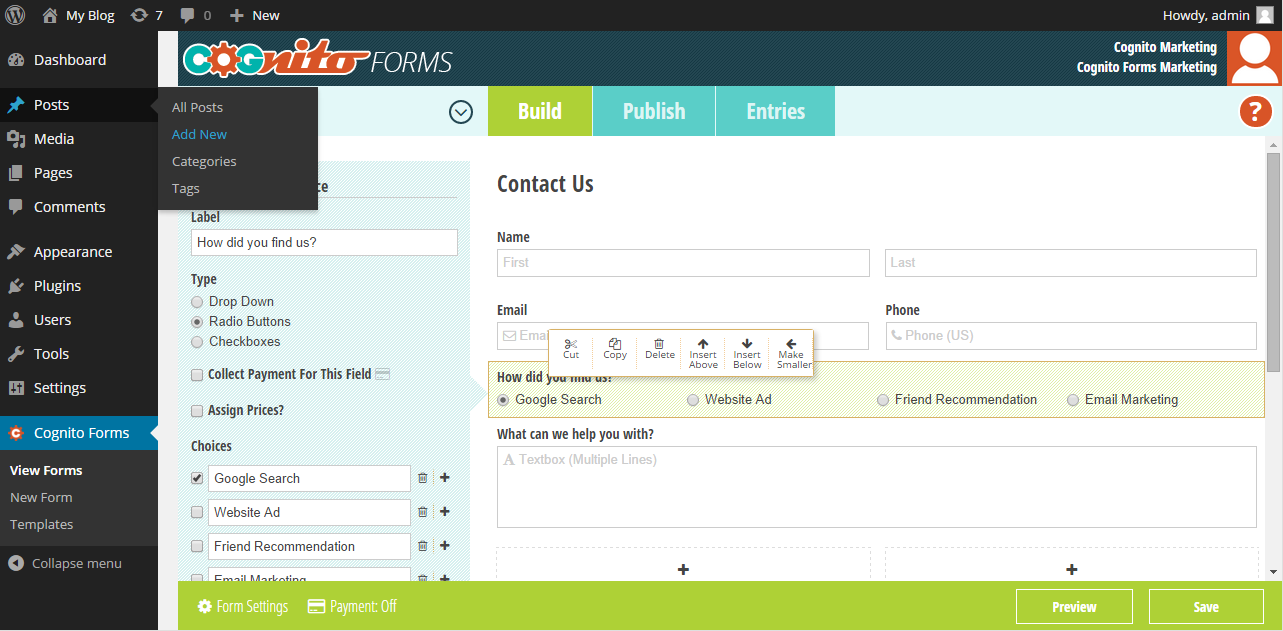 My Blog 7 0 New Howdy, admin
Dashboard
Posts
Media
Pages
Comments
Appearance
Plugins
Users
Tools
Settings
Cognito Forms
View Forms
New Form
Templates
Collapse menu
All Posts
Add New
Categories
Tags
COGnito FORMS
Cognito Marketing
Cognito Forms Marketing
Build Publish Entries ?
Label
How did you find us?
Type
Drop Down
Radio Buttons
Checkboxes
Collect Payment For This Field
Assign Prices?
Choices
Google Search
Website Ad
Friend Recommendation
Email Marketing
Contact Us
Name
First Last
Email Phone
Phone (US)
Cut Copy Delete Insert Above Insert Below Make Smaller
How did you find us?
Google Search Website Ad Friend Recommendation Email Marketing
What can we help you with?
A Textbox (Multiple Lines)
Form Settings Payment: Off Preview Save